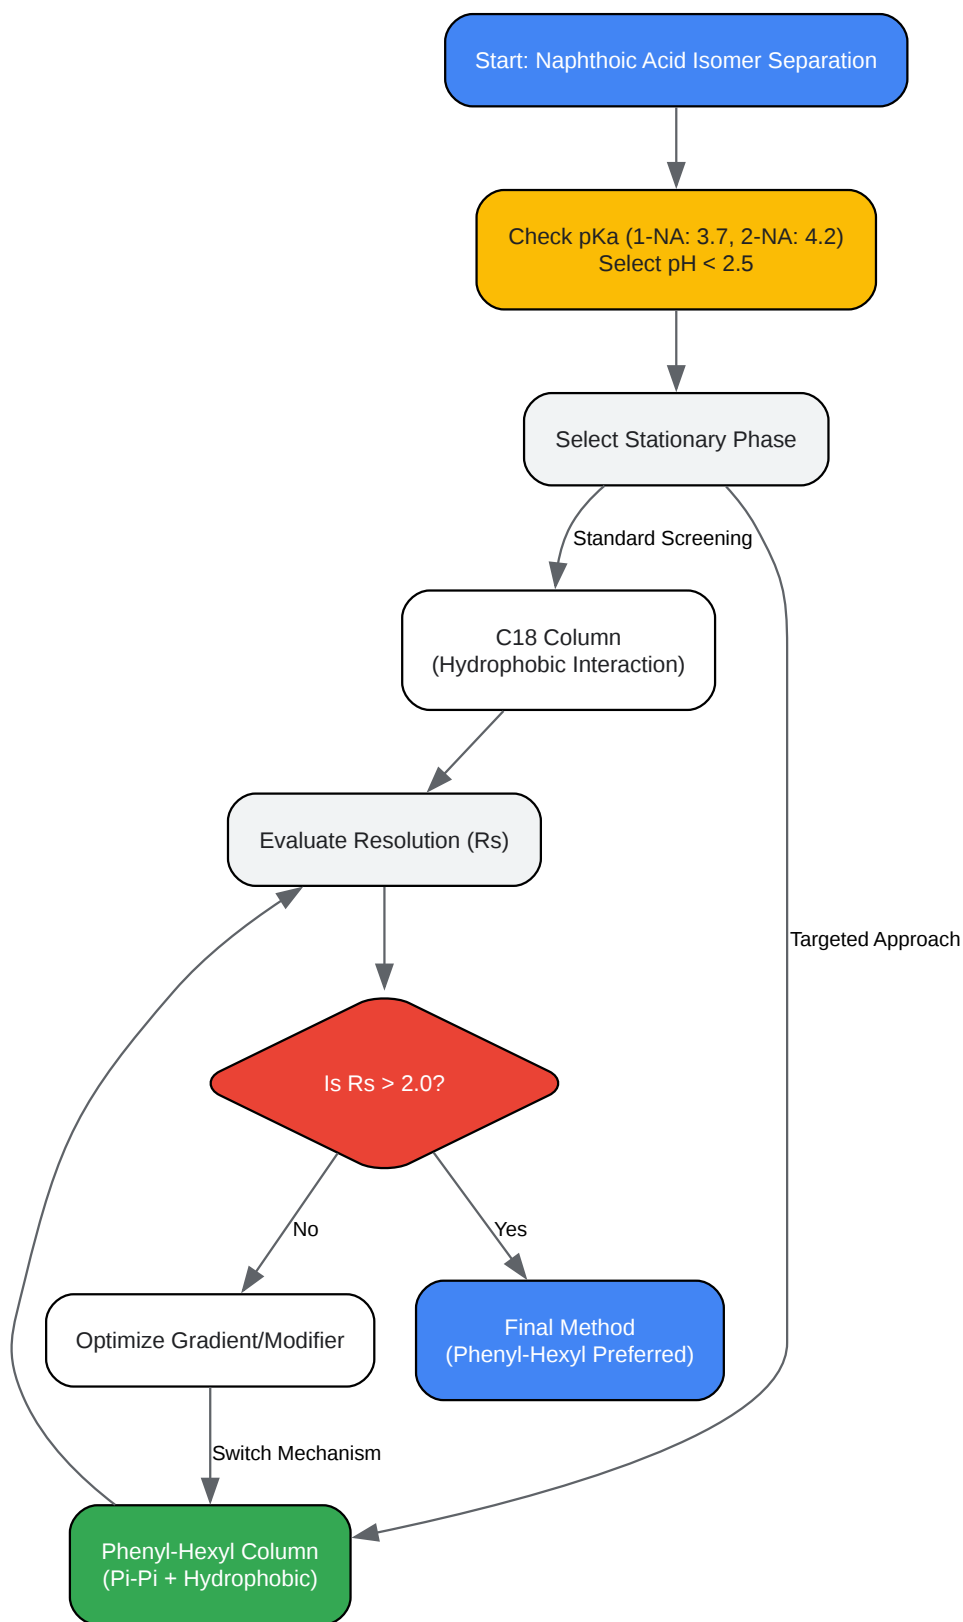 Start: Naphthoic Acid Isomer Separation
Check pKa (1-NA: 3.7, 2-NA: 4.2)
Select pH < 2.5
Select Stationary Phase
Standard Screening
C18 Column
(Hydrophobic Interaction)
Evaluate Resolution (Rs)
Targeted Approach
Is Rs > 2.0?
No
Yes
Optimize Gradient/Modifier
Final Method
(Phenyl-Hexyl Preferred)
Switch Mechanism
Phenyl-Hexyl Column
(Pi-Pi + Hydrophobic)